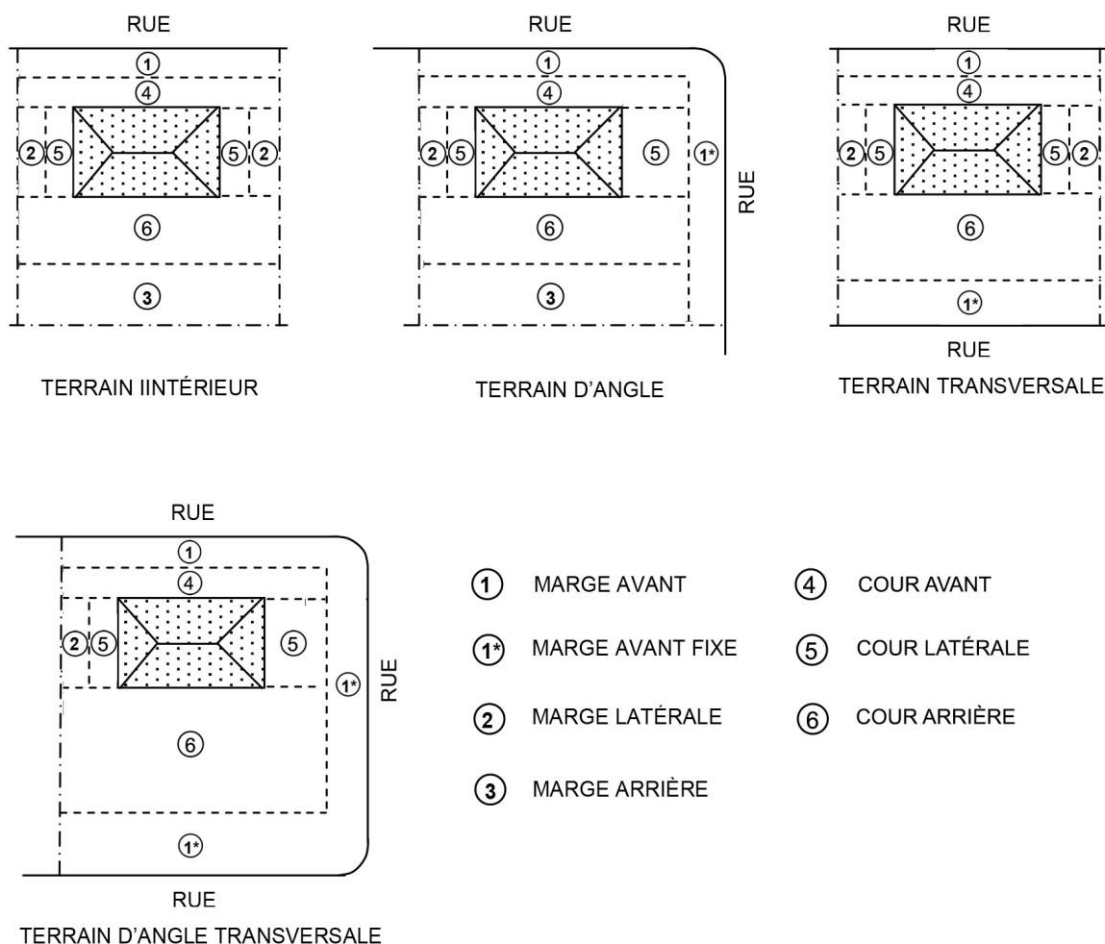 RUE
1
4
2 5 5 2
6
3
TERRAIN IINTÉRIEUR
RUE
1
4
2 5 5 1*
RUE
6
3
TERRAIN D'ANGLE
RUE
1
4
2 5 5 2
6
1*
RUE
TERRAIN TRANSVERSALE
RUE
1
4
2 5 5
1*
RUE
6
1*
RUE
TERRAIN D'ANGLE TRANSVERSALE
1 MARGE AVANT
1* MARGE AVANT FIXE
2 MARGE LATÉRALE
3 MARGE ARRIÈRE
4 COUR AVANT
5 COUR LATÉRALE
6 COUR ARRIÈRE